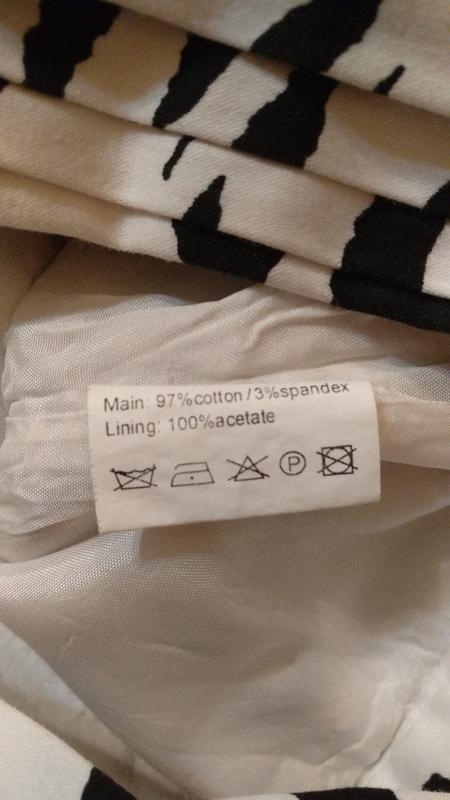 Main: 97%cotton/3%spandex
Lining: 100%acetate
P